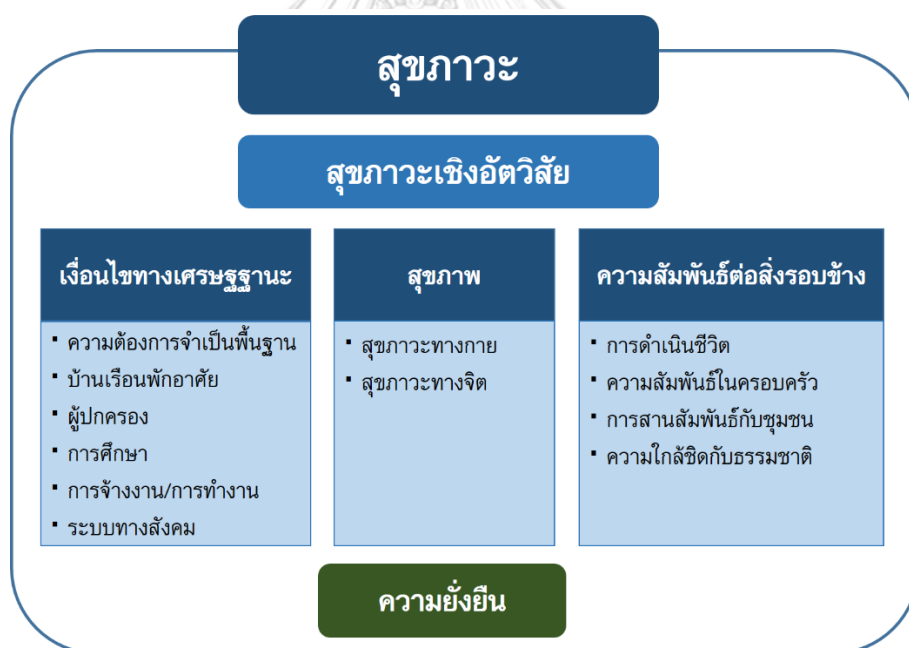 สุขภาวะ
สุขภาวะเชิงอัตวิสัย
เงื่อนไขทางเศรษฐฐานะ
▪ ความต้องการจำเป็นพื้นฐาน
▪ บ้านเรือนพักอาศัย
▪ ผู้ปกครอง
▪ การศึกษา
▪ การจ้างงาน/การทำงาน
▪ ระบบทางสังคม
สุขภาพ
▪ สุขภาวะทางกาย
▪ สุขภาวะทางจิต
ความสัมพันธ์ต่อสิ่งรอบข้าง
▪ การดำเนินชีวิต
▪ ความสัมพันธ์ในครอบครัว
▪ การสานสัมพันธ์กับชุมชน
▪ ความใกล้ชิดกับธรรมชาติ
ความยั่งยืน